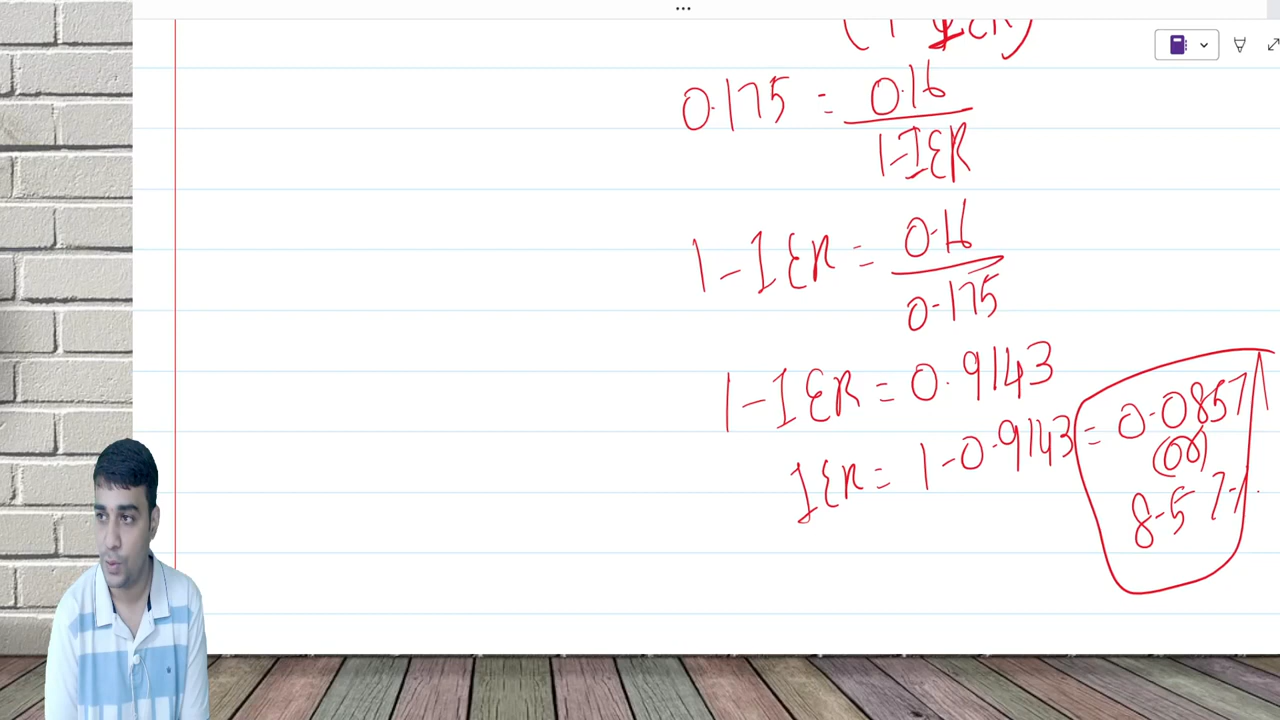 0.175 = 0.16
1-IER
1-IER = 0.16
0.175
1-IER = 0.9143
IER = 1-0.9143 = 0.0857
(or)
8.57%